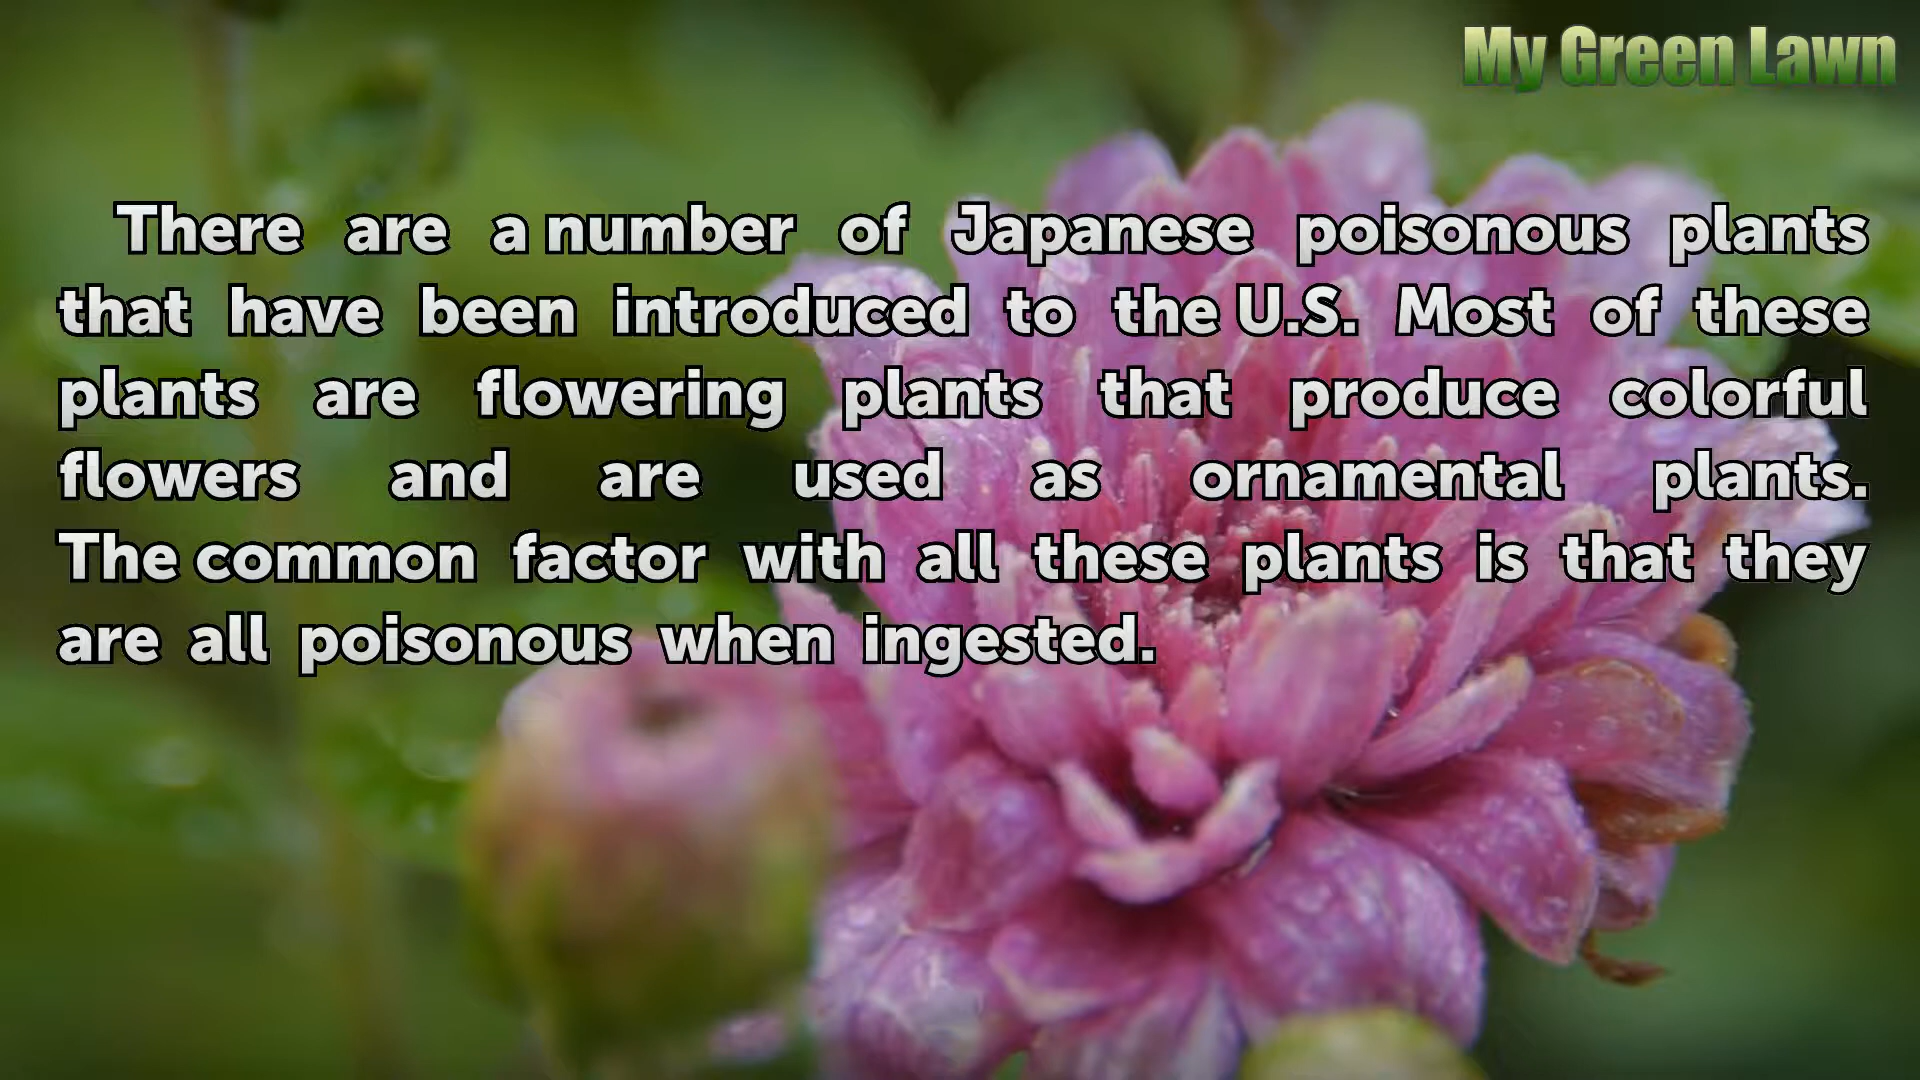 My Green Lawn
There are a number of Japanese poisonous plants
that have been introduced to the U.S. Most of these
plants are flowering plants that produce colorful
flowers and are used as ornamental plants.
The common factor with all these plants is that they
are all poisonous when ingested.